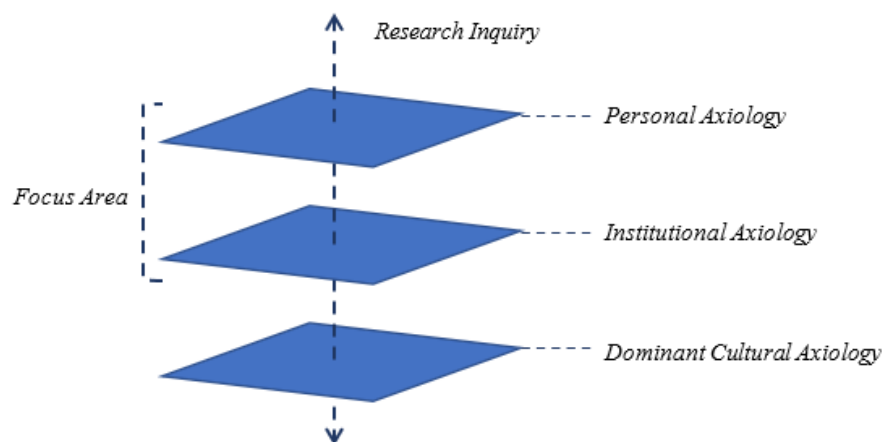 Research Inquiry
Personal Axiology
Focus Area
Institutional Axiology
Dominant Cultural Axiology